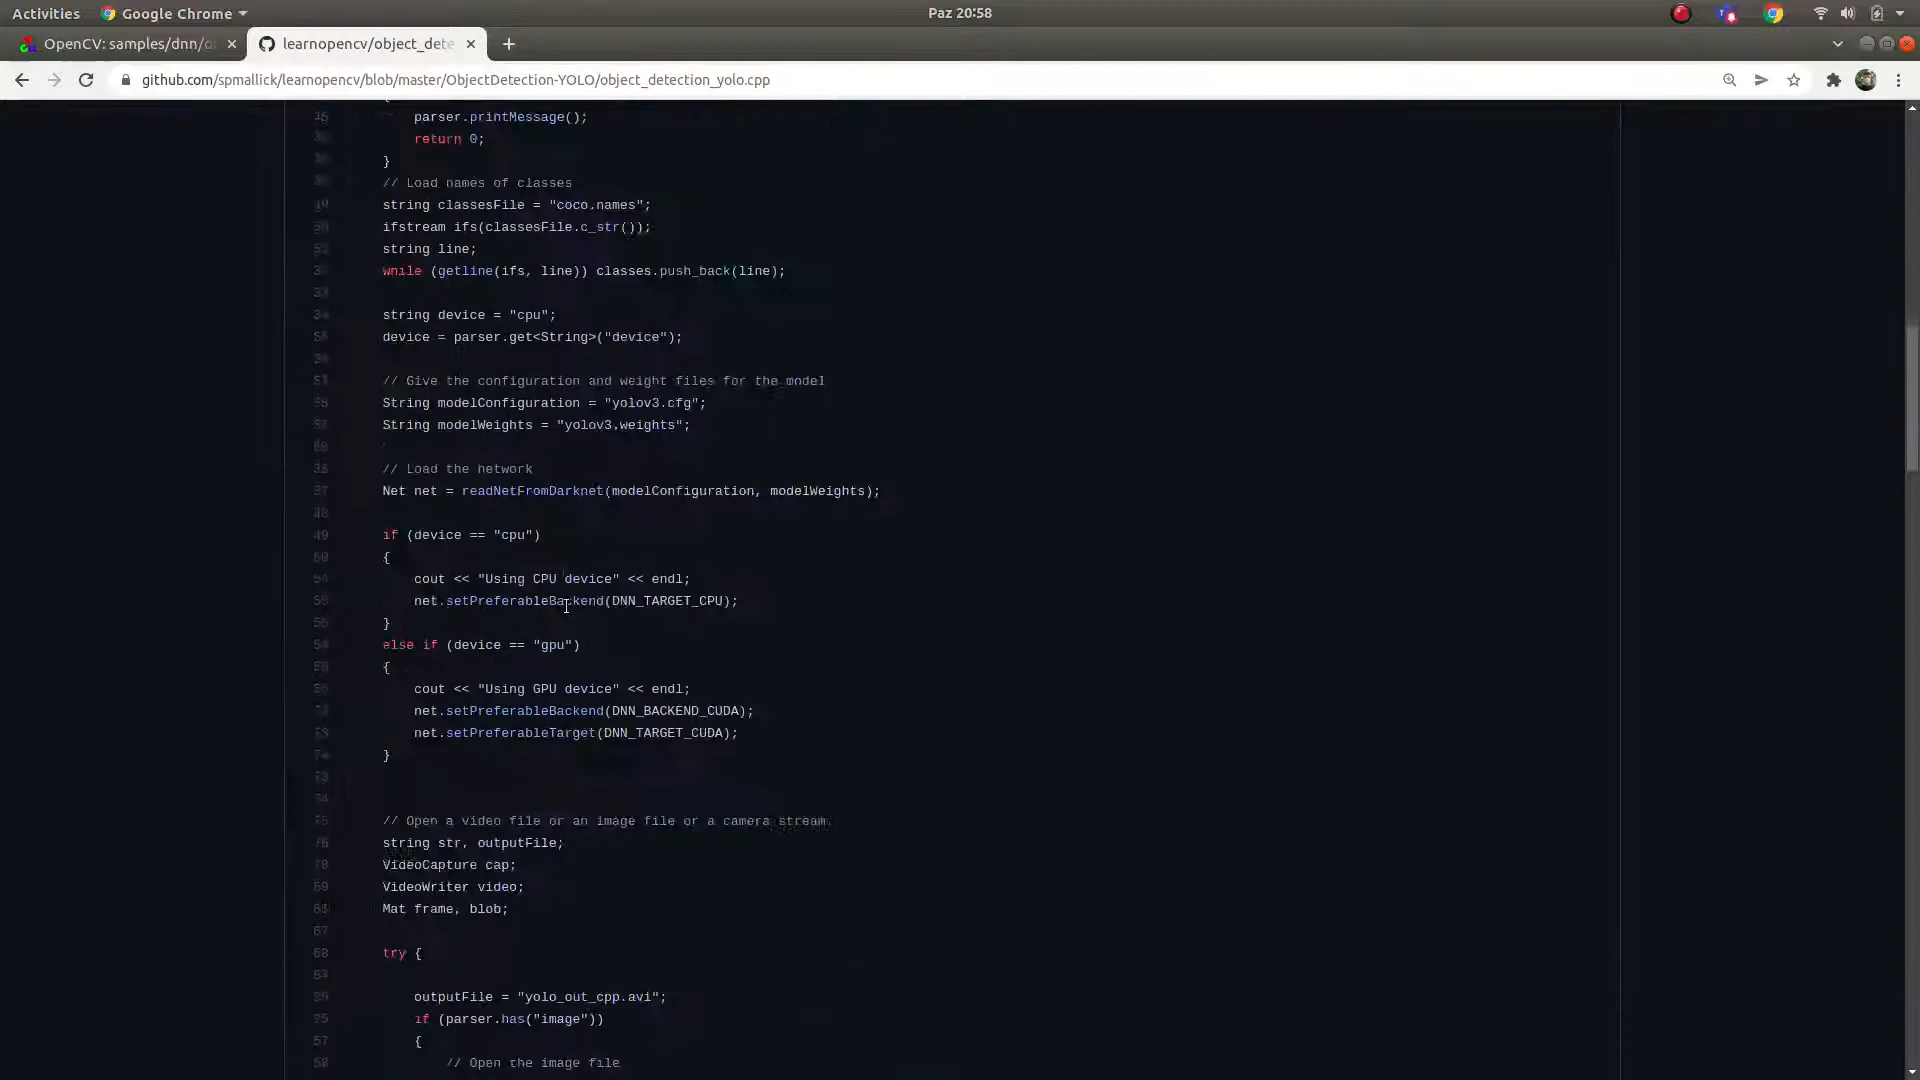 Activities
Google Chrome
Paz 20:58
OpenCV: samples/dnn/o
learnopencv/object_dete
github.com/spmallick/learnopencv/blob/master/ObjectDetection-YOLO/object_detection_yolo.cpp
parser.printMessage();
return 0;
}
// Load names of classes
string classesFile = "coco.names";
ifstream ifs(classesFile.c_str());
string line;
while (getline(ifs, line)) classes.push_back(line);
string device = "cpu";
device = parser.get<String>("device");
// Give the configuration and weight files for the model
String modelConfiguration = "yolov3.cfg";
String modelWeights = "yolov3.weights";
// Load the network
Net net = readNetFromDarknet(modelConfiguration, modelWeights);
if (device == "cpu")
{
cout << "Using CPU device" << endl;
net.setPreferableBackend(DNN_TARGET_CPU);
}
else if (device == "gpu")
{
cout << "Using GPU device" << endl;
net.setPreferableBackend(DNN_BACKEND_CUDA);
net.setPreferableTarget(DNN_TARGET_CUDA);
}
// Open a video file or an image file or a camera stream.
string str, outputFile;
VideoCapture cap;
VideoWriter video;
Mat frame, blob;
try {
outputFile = "yolo_out_cpp.avi";
if (parser.has("image"))
{
// Open the image file